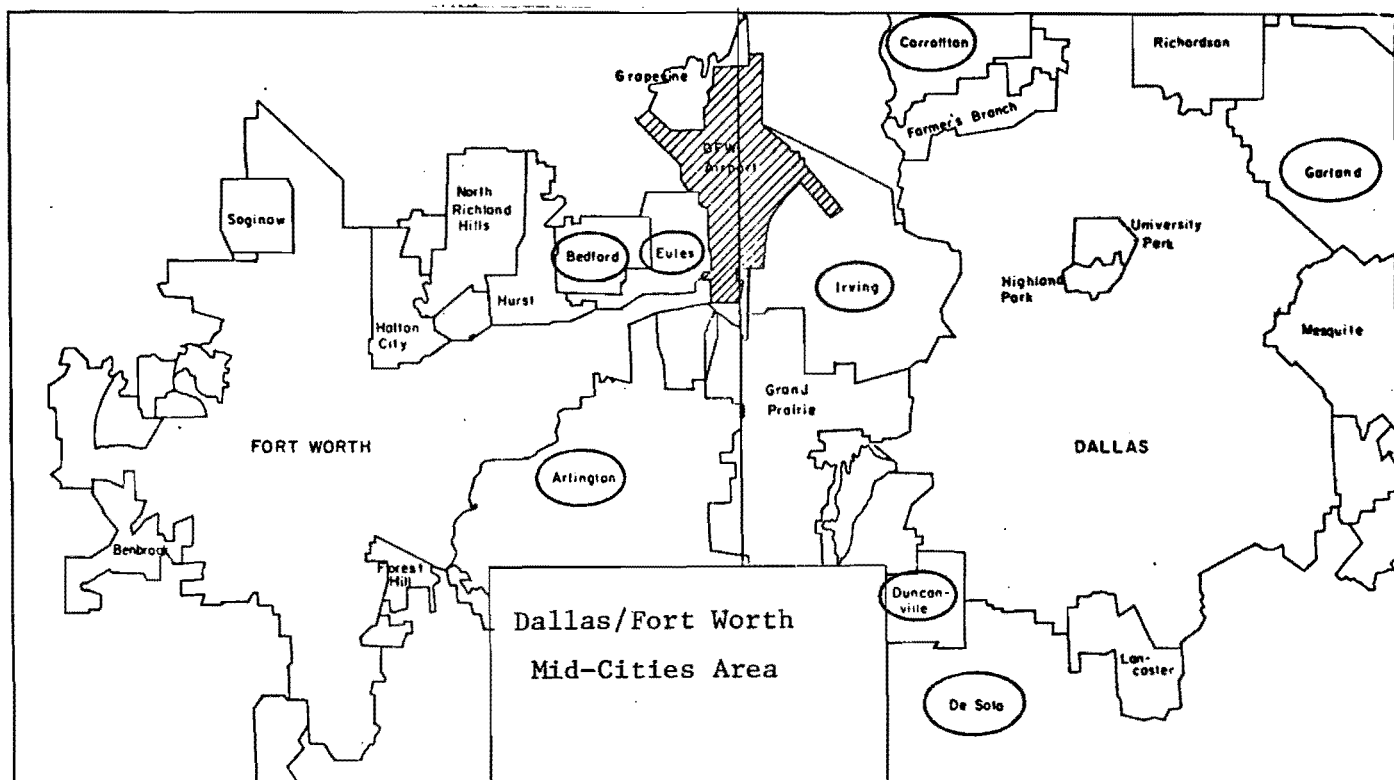 Carrollton
Richardson
Grapevine
Farmer's Branch
DFW
Airport
Garland
North
Richland
Hills
Saginaw
University
Park
Bedford
Eules
Highland
Park
Irving
Hurst
Halton
City
Mesquite
Grand
Prairie
FORT WORTH
DALLAS
Arlington
Benbrook
Forest
Hill
Duncan-
ville
Dallas/Fort Worth
Mid-Cities Area
Lan-
caster
De Soto